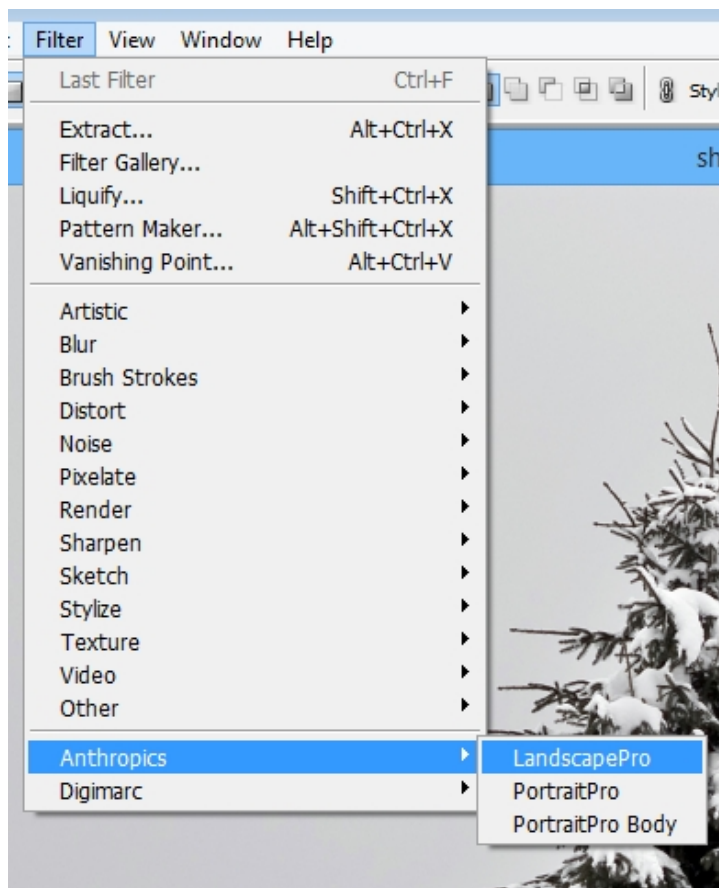 Filter View Window Help
Last Filter Ctrl+F
Styl
Extract... Alt+Ctrl+X
Filter Gallery...
sh
Liquify... Shift+Ctrl+X
Pattern Maker... Alt+Shift+Ctrl+X
Vanishing Point... Alt+Ctrl+V
Artistic
Blur
Brush Strokes
Distort
Noise
Pixelate
Render
Sharpen
Sketch
Stylize
Texture
Video
Other
Anthropics LandscapePro
Digimarc PortraitPro
PortraitPro Body